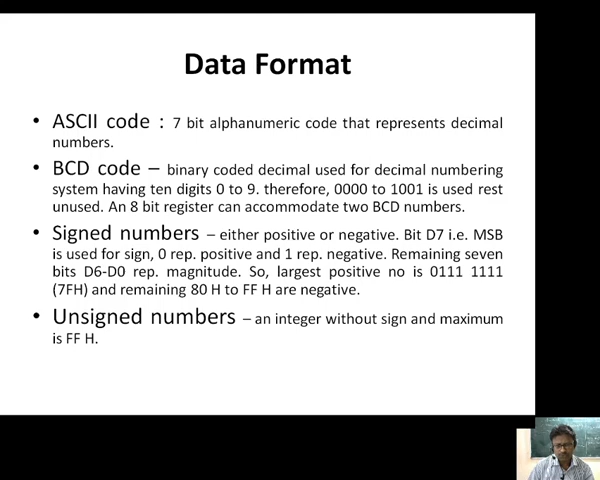 Data Format
• ASCII code : 7 bit alphanumeric code that represents decimal
numbers.
• BCD code – binary coded decimal used for decimal numbering
system having ten digits 0 to 9. therefore, 0000 to 1001 is used rest
unused. An 8 bit register can accommodate two BCD numbers.
• Signed numbers – either positive or negative. Bit D7 i.e. MSB
is used for sign, 0 rep. positive and 1 rep. negative. Remaining seven
bits D6-D0 rep. magnitude. So, largest positive no is 0111 1111
(7FH) and remaining 80 H to FF H are negative.
• Unsigned numbers – an integer without sign and maximum
is FF H.